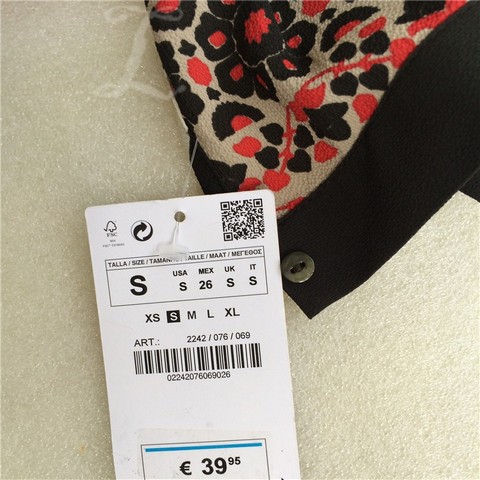 FSC
TALLA / SIZE / TAMANHO / TAILLE / MAAT / ΜΕΓΕΘΟΣ
S
USA MEX UK IT
S 26 S S
XS S M L XL
ART.: 2242 / 076 / 069
02242076069026
€ 39 95